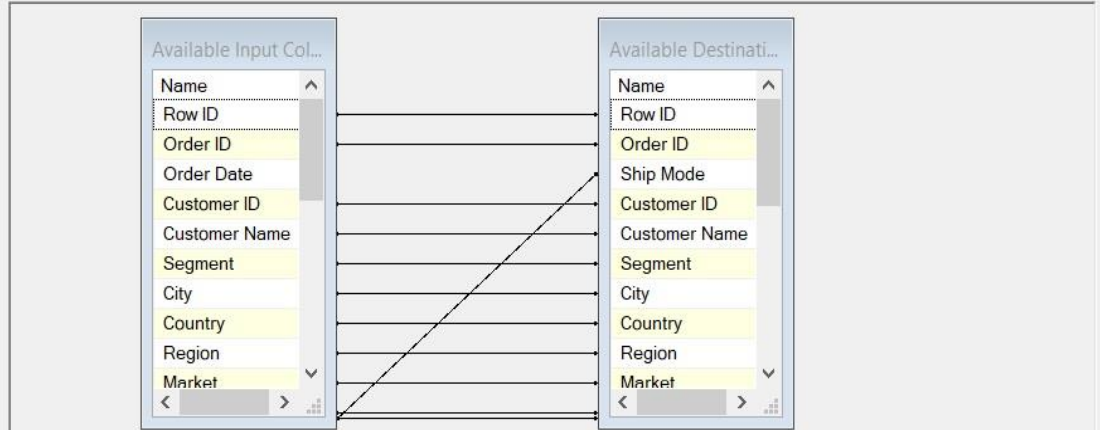 Available Input Col...
Name
Row ID
Order ID
Order Date
Customer ID
Customer Name
Segment
City
Country
Region
Market
Available Destinati...
Name
Row ID
Order ID
Ship Mode
Customer ID
Customer Name
Segment
City
Country
Region
Market